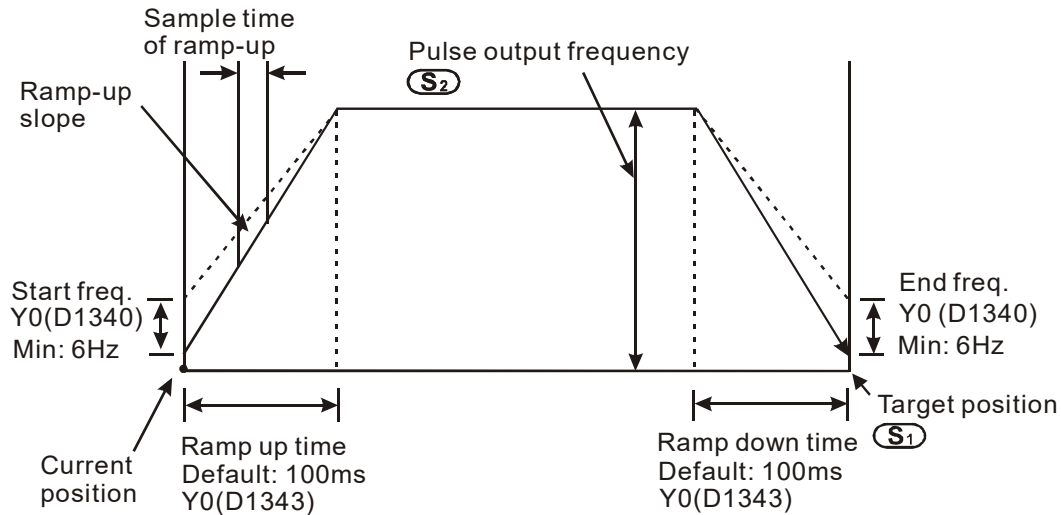 Sample time
of ramp-up
Pulse output frequency
S2
Ramp-up
slope
Start freq.
Y0(D1340)
Min: 6Hz
End freq.
Y0 (D1340)
Min: 6Hz
Target position
S1
Current
position
Ramp up time
Default: 100ms
Y0(D1343)
Ramp down time
Default: 100ms
Y0(D1343)